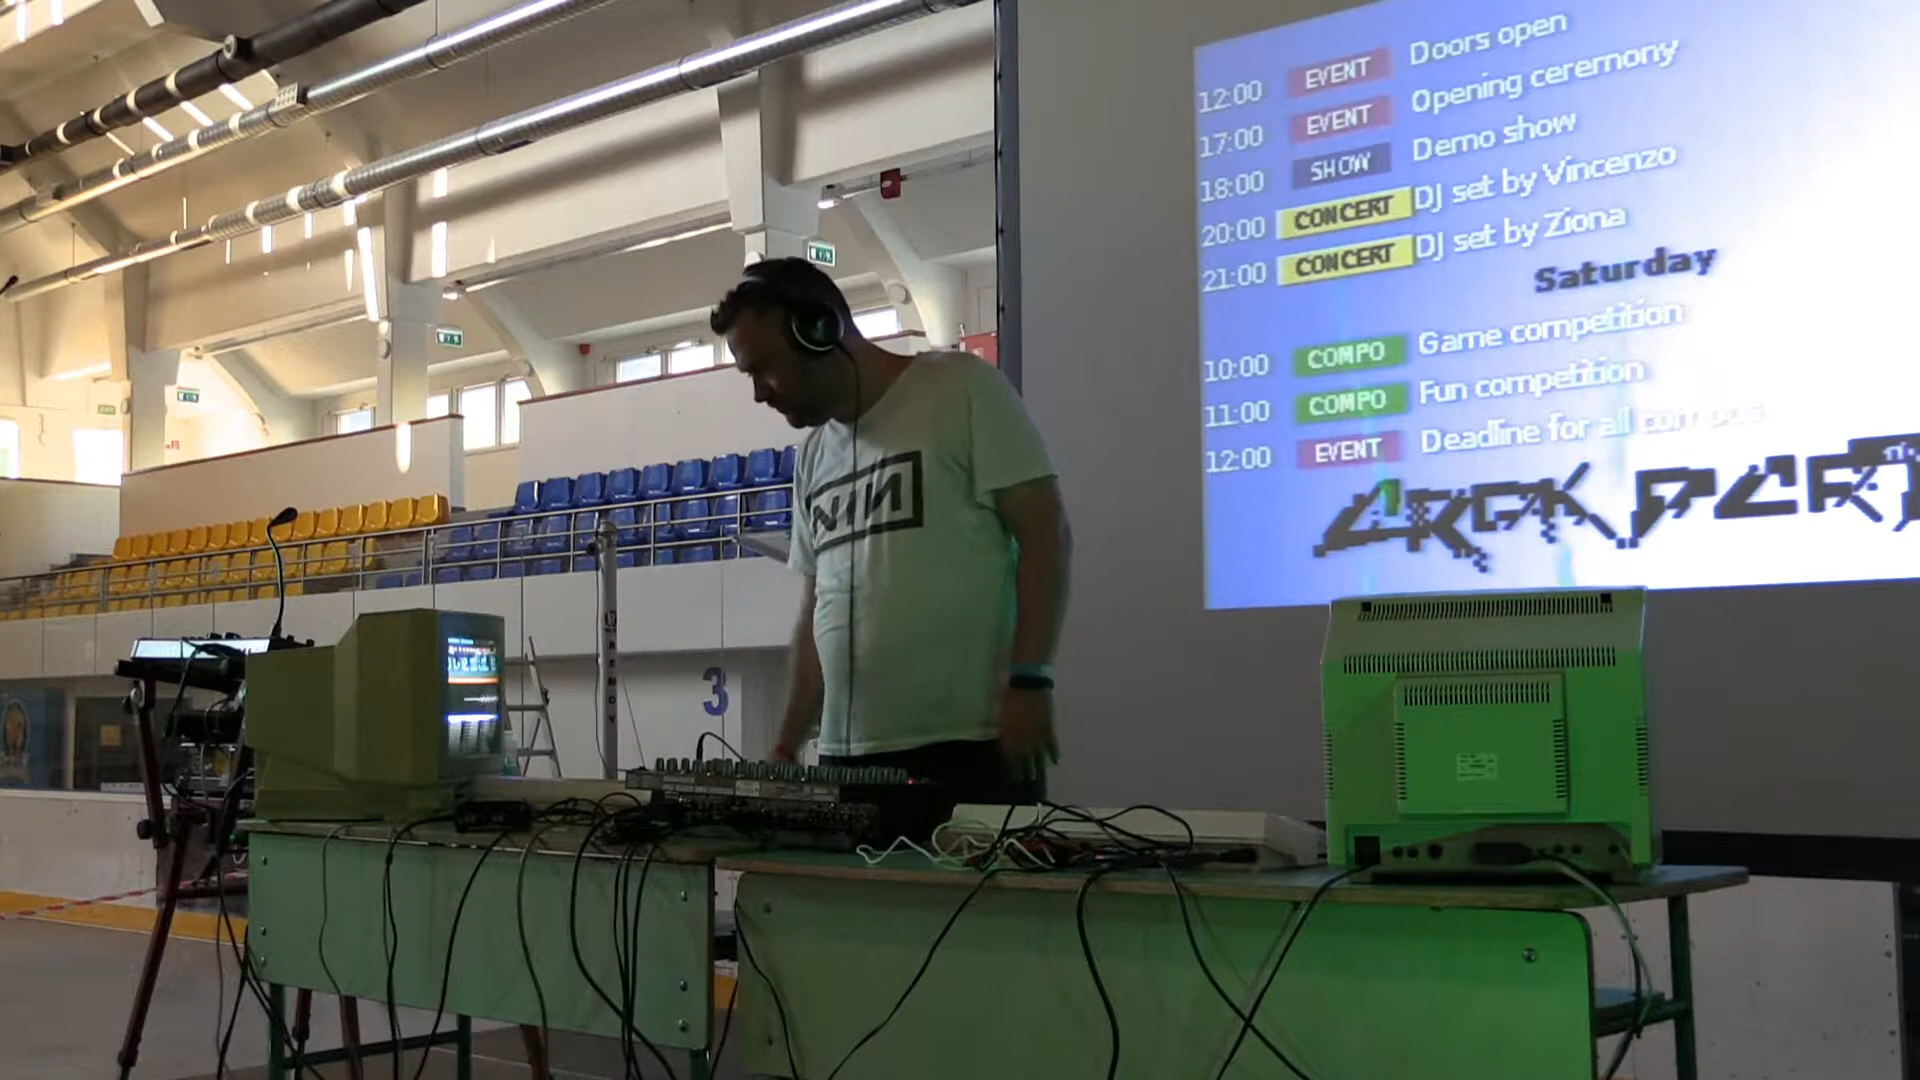 12:00 EVENT Doors open
17:00 EVENT Opening ceremony
18:00 SHOW Demo show
20:00 CONCERT DJ set by Vincenzo
21:00 CONCERT DJ set by Ziona
Saturday
10:00 COMPO Game competition
11:00 COMPO Fun competition
12:00 EVENT Deadline for all compos
NIN
3